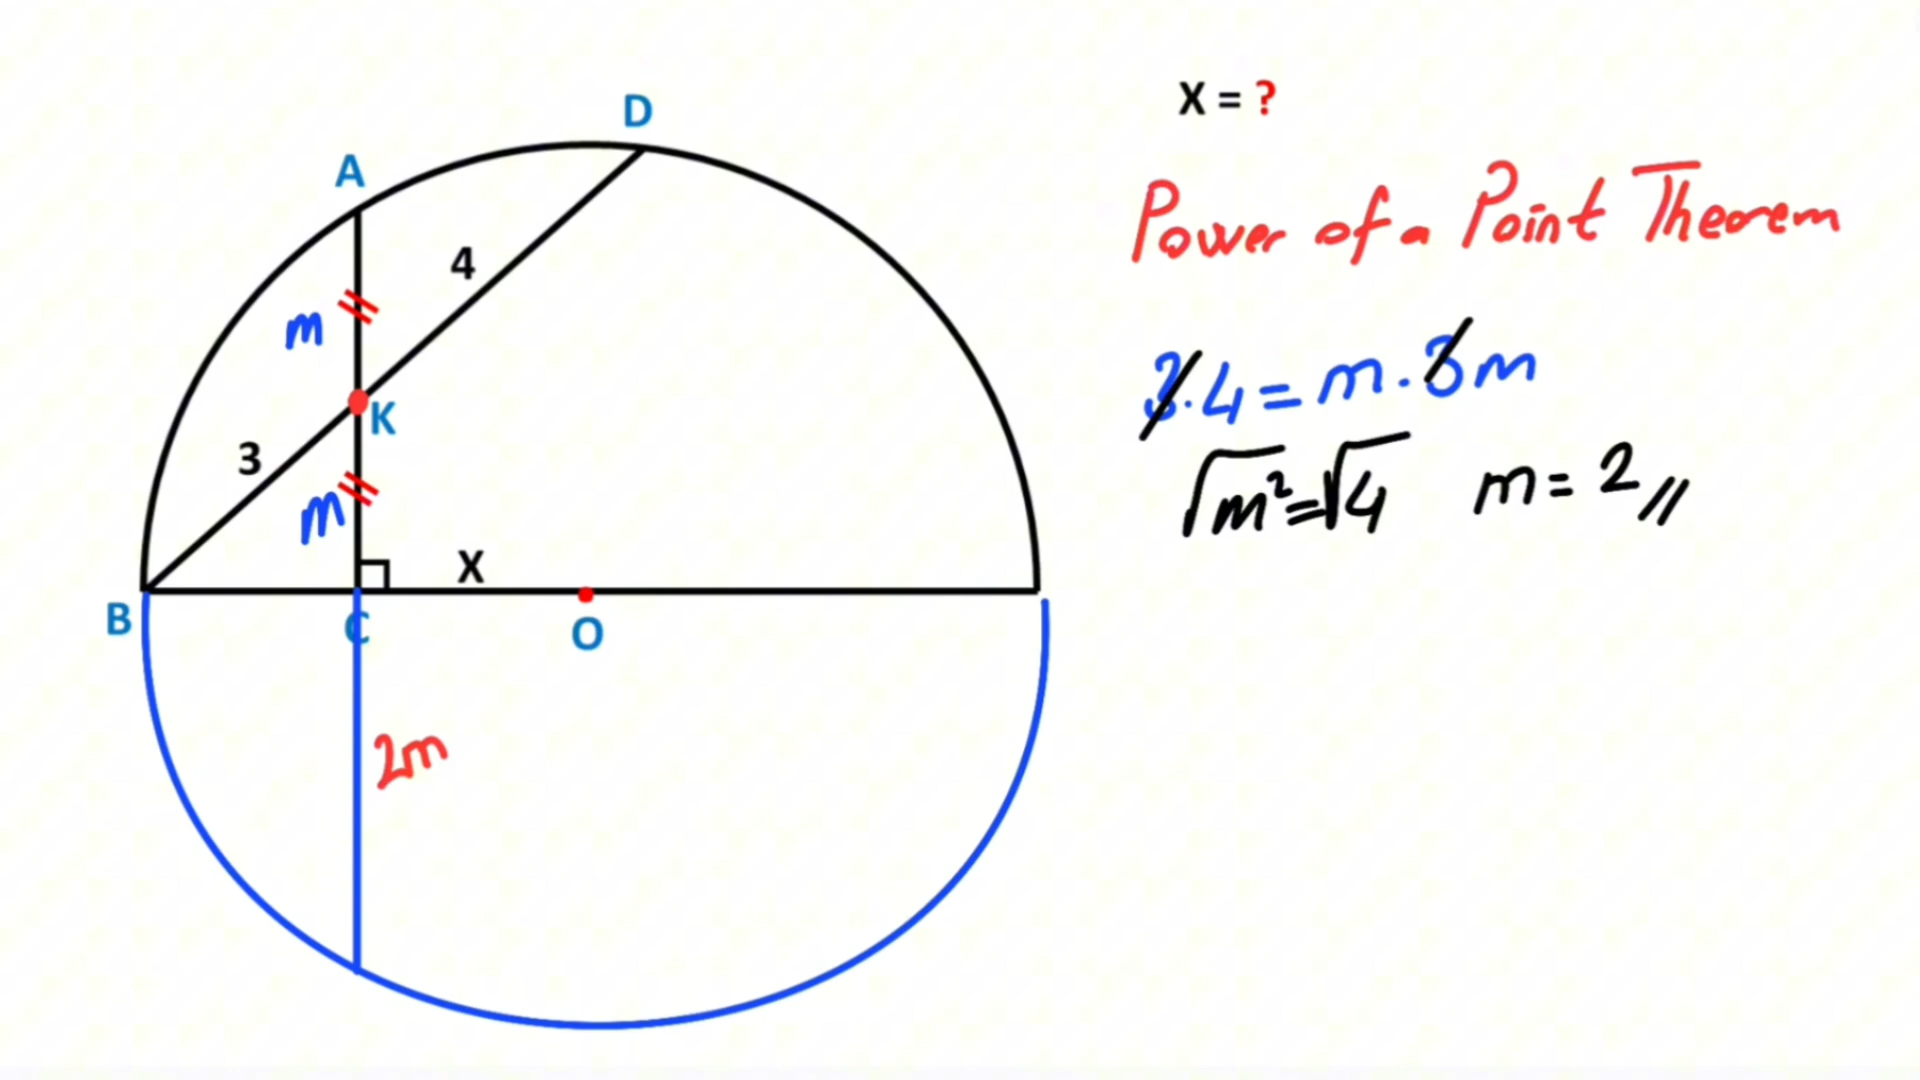 X = ?
D
A
Power of a Point Theorem
4
m
3·4 = m·3m
K
3
√m² = √4 m = 2 //
m
X
B
C
O
2m